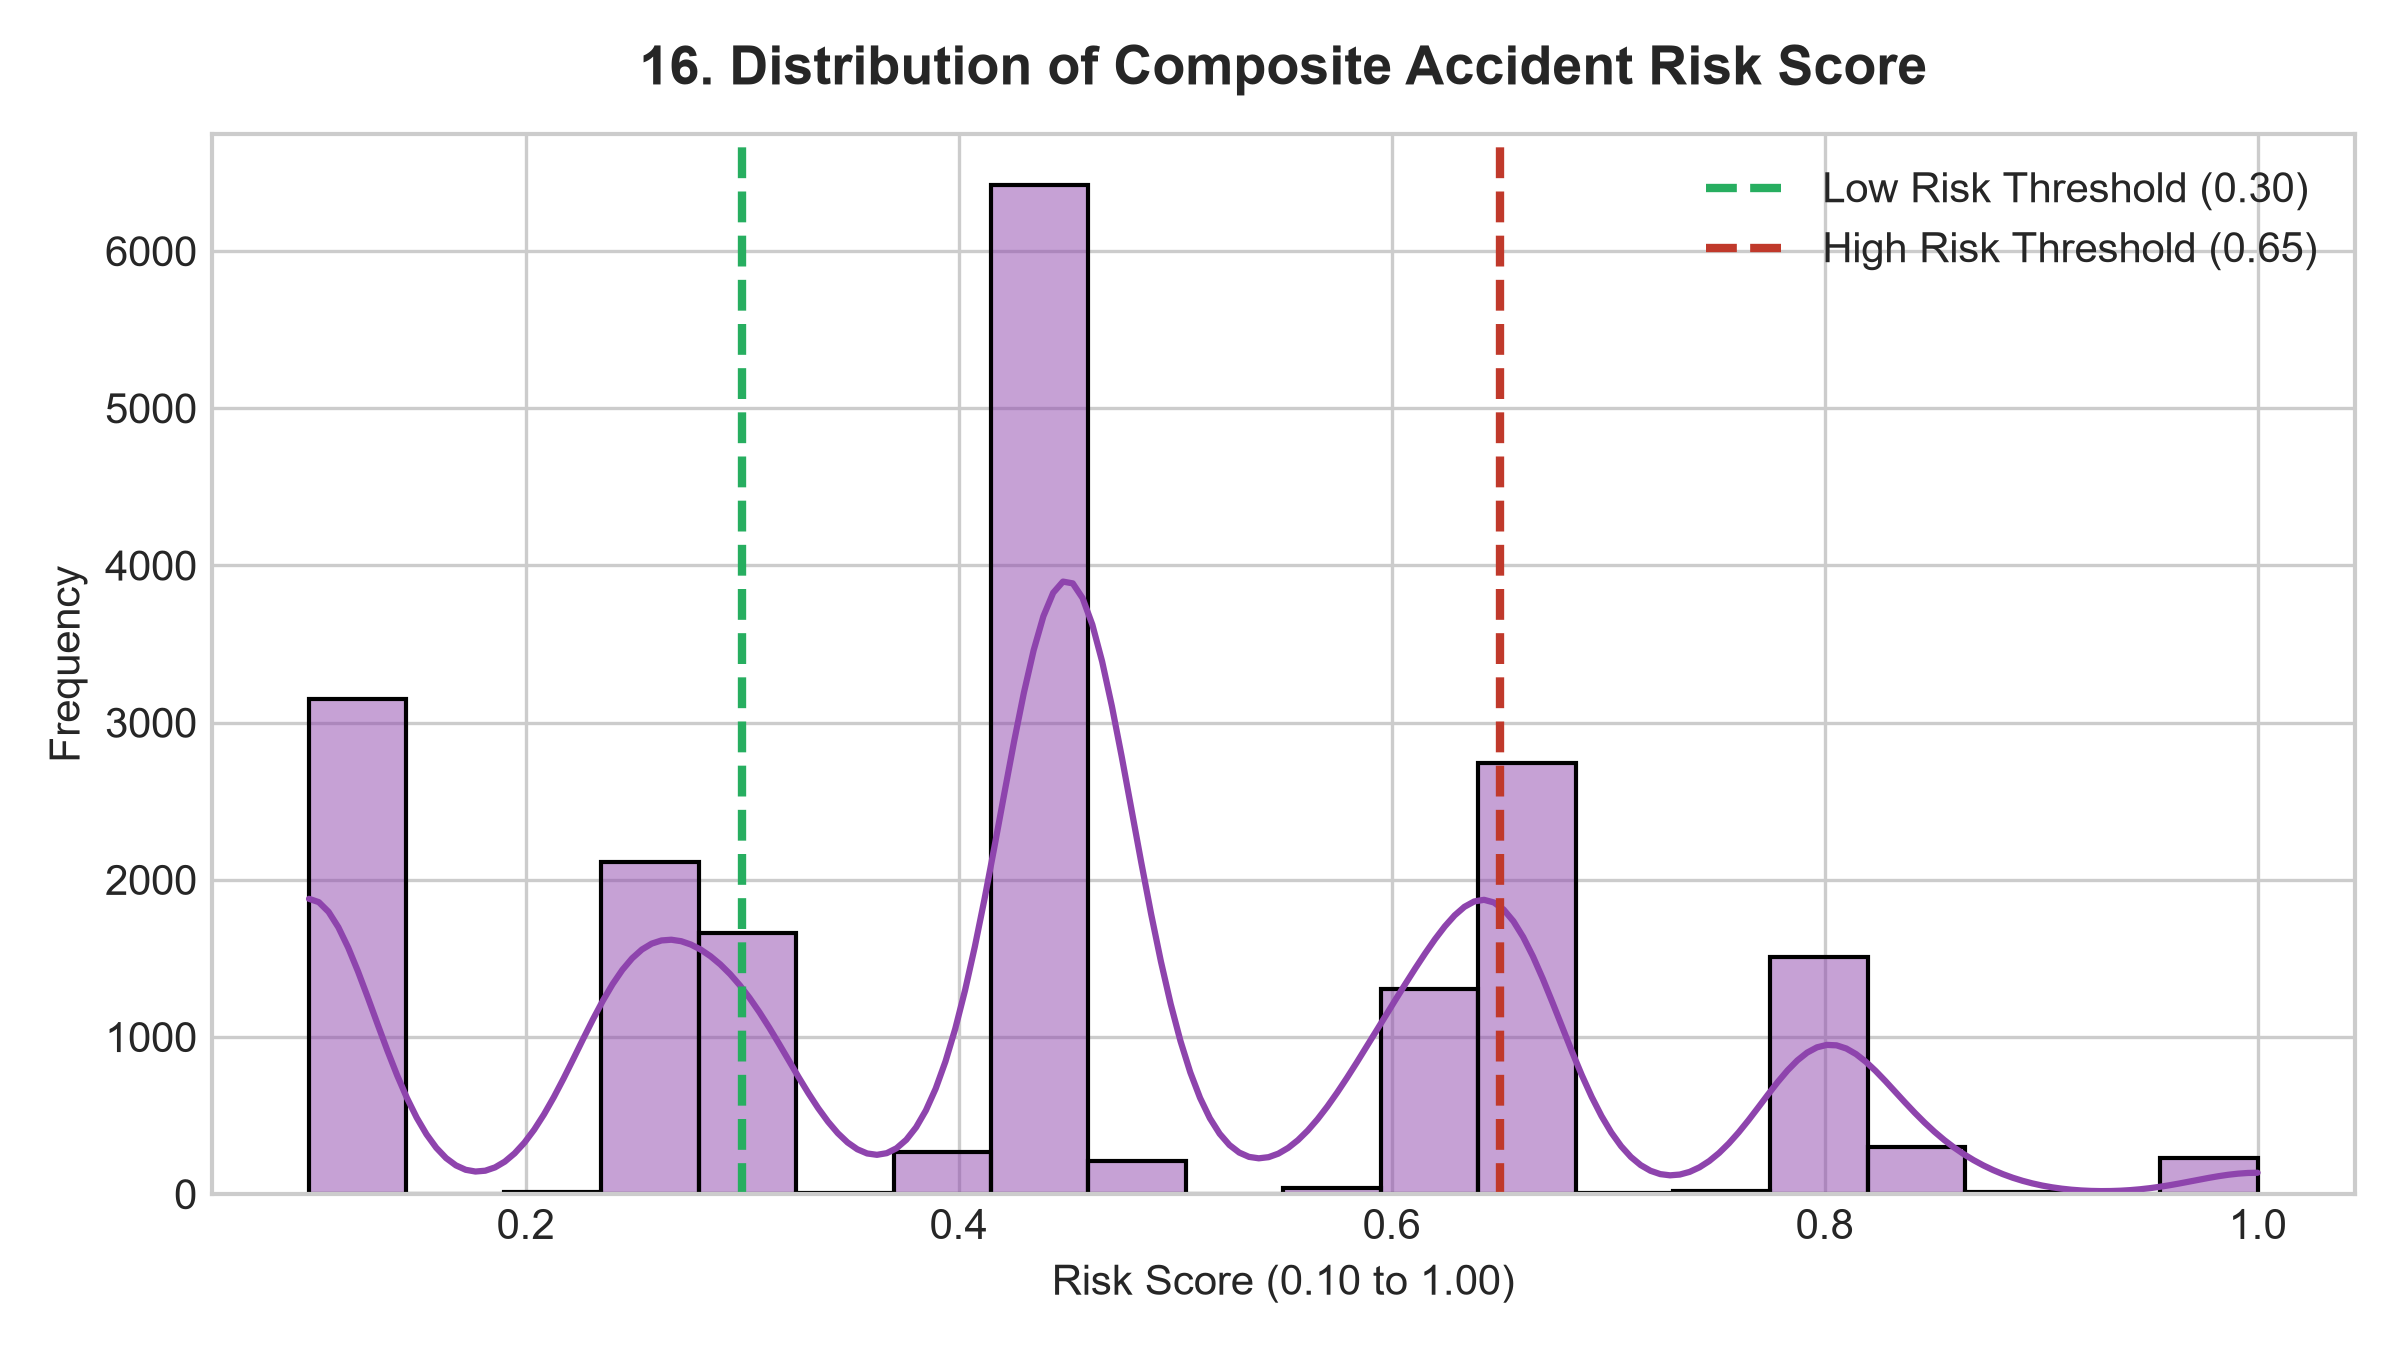 16. Distribution of Composite Accident Risk Score
Low Risk Threshold (0.30)
High Risk Threshold (0.65)
Frequency
6000
5000
4000
3000
2000
1000
0
0.2
0.4
0.6
0.8
1.0
Risk Score (0.10 to 1.00)